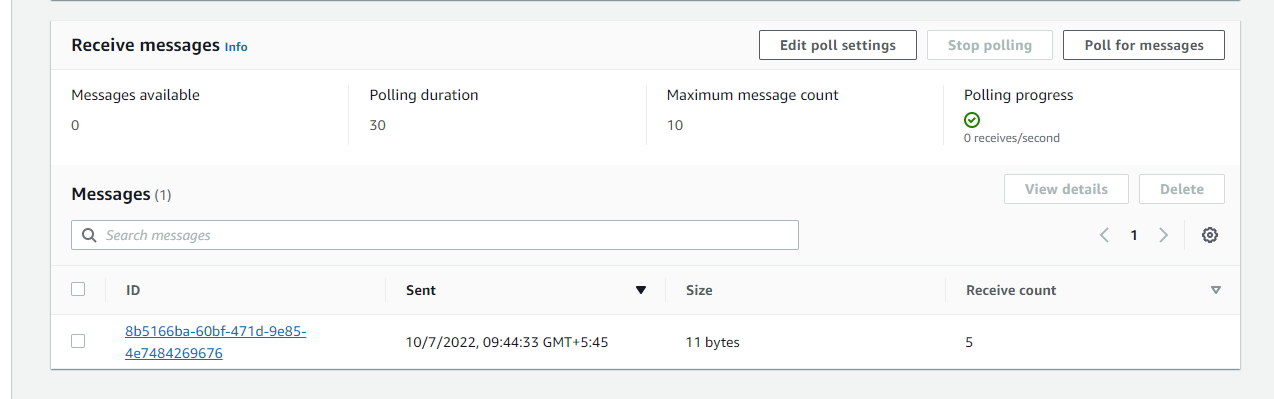 Receive messages Info
Edit poll settings
Stop polling
Poll for messages
Messages available
Polling duration
Maximum message count
Polling progress
0
30
10
0 receives/second
Messages (1)
View details
Delete
Search messages
1
ID
Sent
Size
Receive count
8b5166ba-60bf-471d-9e85-
4e7484269676
10/7/2022, 09:44:33 GMT+5:45
11 bytes
5